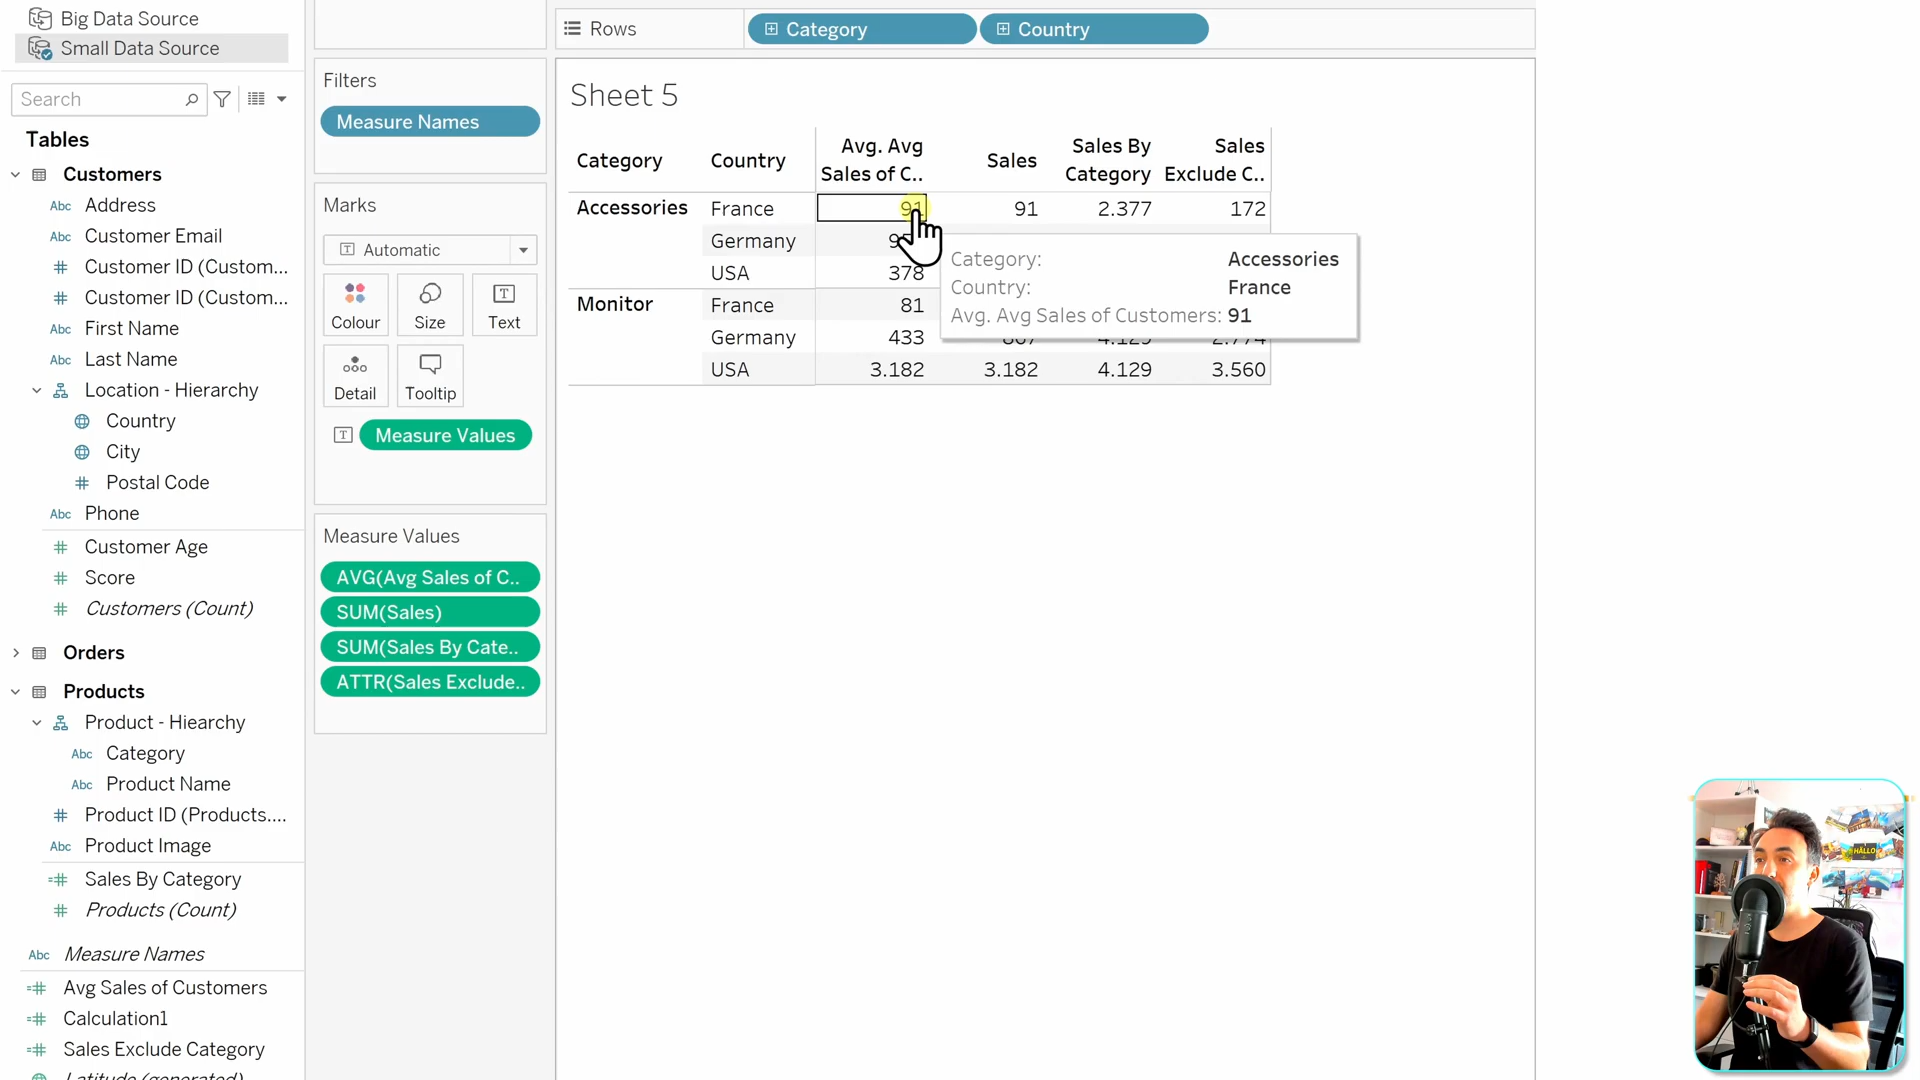 Big Data Source
Small Data Source
Search
Tables
Customers
Abc Address
Abc Customer Email
Customer ID (Custom...
Customer ID (Custom...
Abc First Name
Abc Last Name
Location - Hierarchy
Country
City
Postal Code
Abc Phone
Customer Age
Score
Customers (Count)
Orders
Products
Product - Hiearchy
Abc Category
Abc Product Name
Product ID (Products....
Abc Product Image
Sales By Category
Products (Count)
Abc Measure Names
Avg Sales of Customers
Calculation1
Sales Exclude Category
Latitude (generated)
Filters
Measure Names
Marks
Automatic
Colour Size Text
Detail Tooltip
Measure Values
Measure Values
AVG(Avg Sales of C..
SUM(Sales)
SUM(Sales By Cate..
ATTR(Sales Exclude..
Rows Category Country
Sheet 5
Category Country Avg. Avg Sales of C.. Sales Sales By Category Sales Exclude C..
Accessories France 91 91 2.377 172
Germany
USA 378
Monitor France 81
Germany 433
USA 3.182 3.182 4.129 3.560
Category: Accessories
Country: France
Avg. Avg Sales of Customers: 91
HALLO